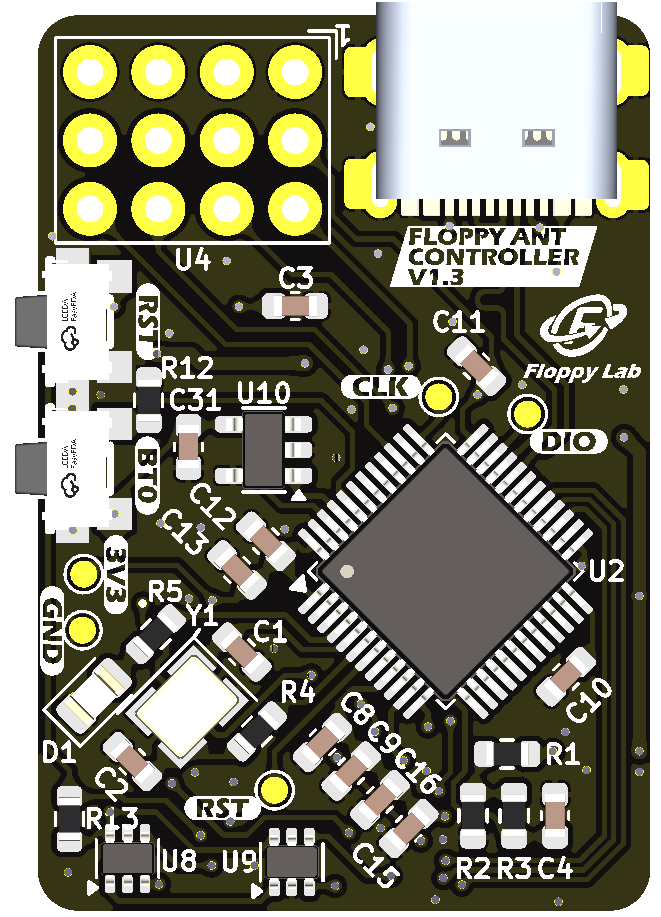 1
U4
FLOPPY ANT
CONTROLLER
V1.3
C3
RST
C11
Floppy Lab
R12
CLK
C31
U10
DIO
BT0
C12
C13
3V3
U2
R5
GND
Y1
C1
R4
C10
D1
C8
C9
C16
R1
C2
RST
R13
U8
U9
C15
R2
R3
C4